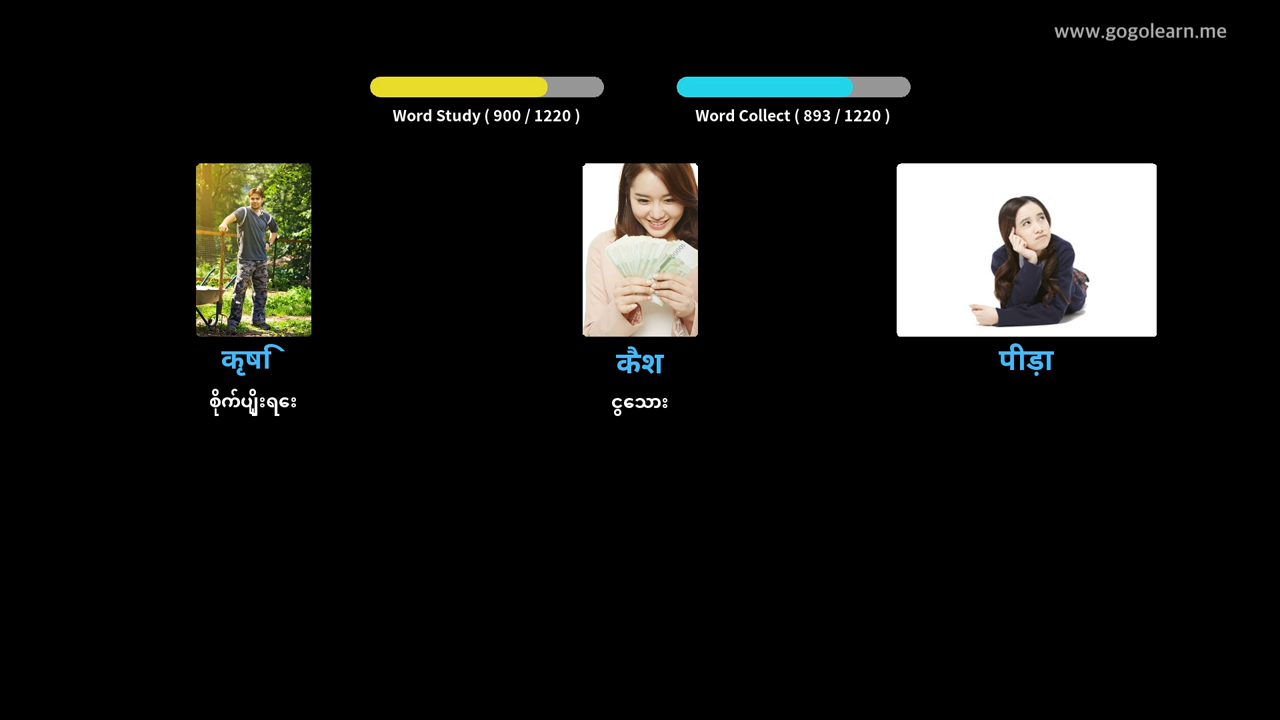 www.gogolearn.me
Word Study ( 900 / 1220 )
Word Collect ( 893 / 1220 )
कृषि
कैश
पीड़ा
စိုက်ပျိုးရေး
ငွေသား